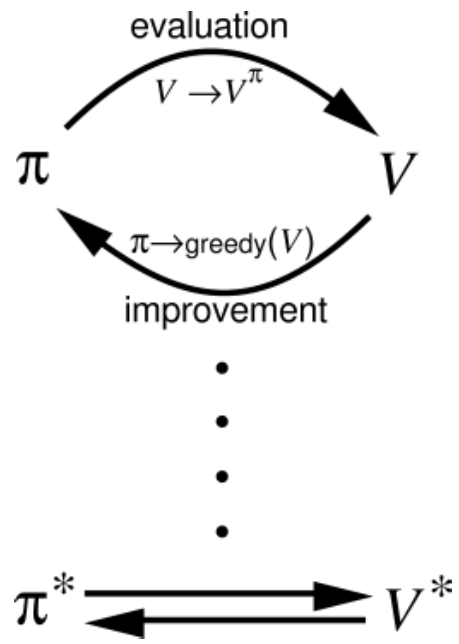 evaluation
V → V^π
π V
π → greedy(V)
improvement
π* V*